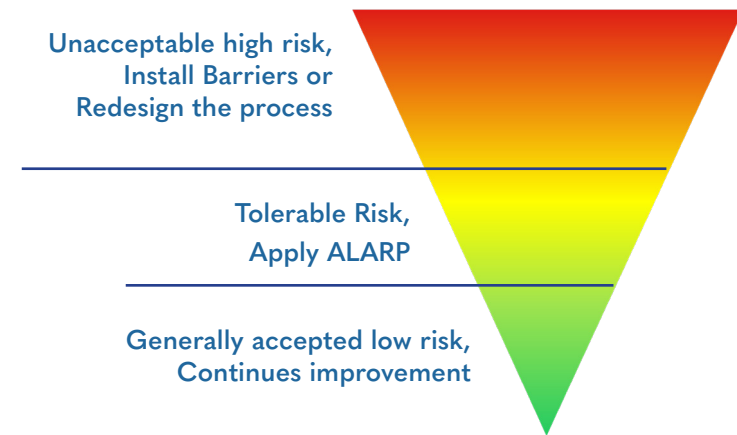 Unacceptable high risk,
Install Barriers or
Redesign the process
Tolerable Risk,
Apply ALARP
Generally accepted low risk,
Continues improvement